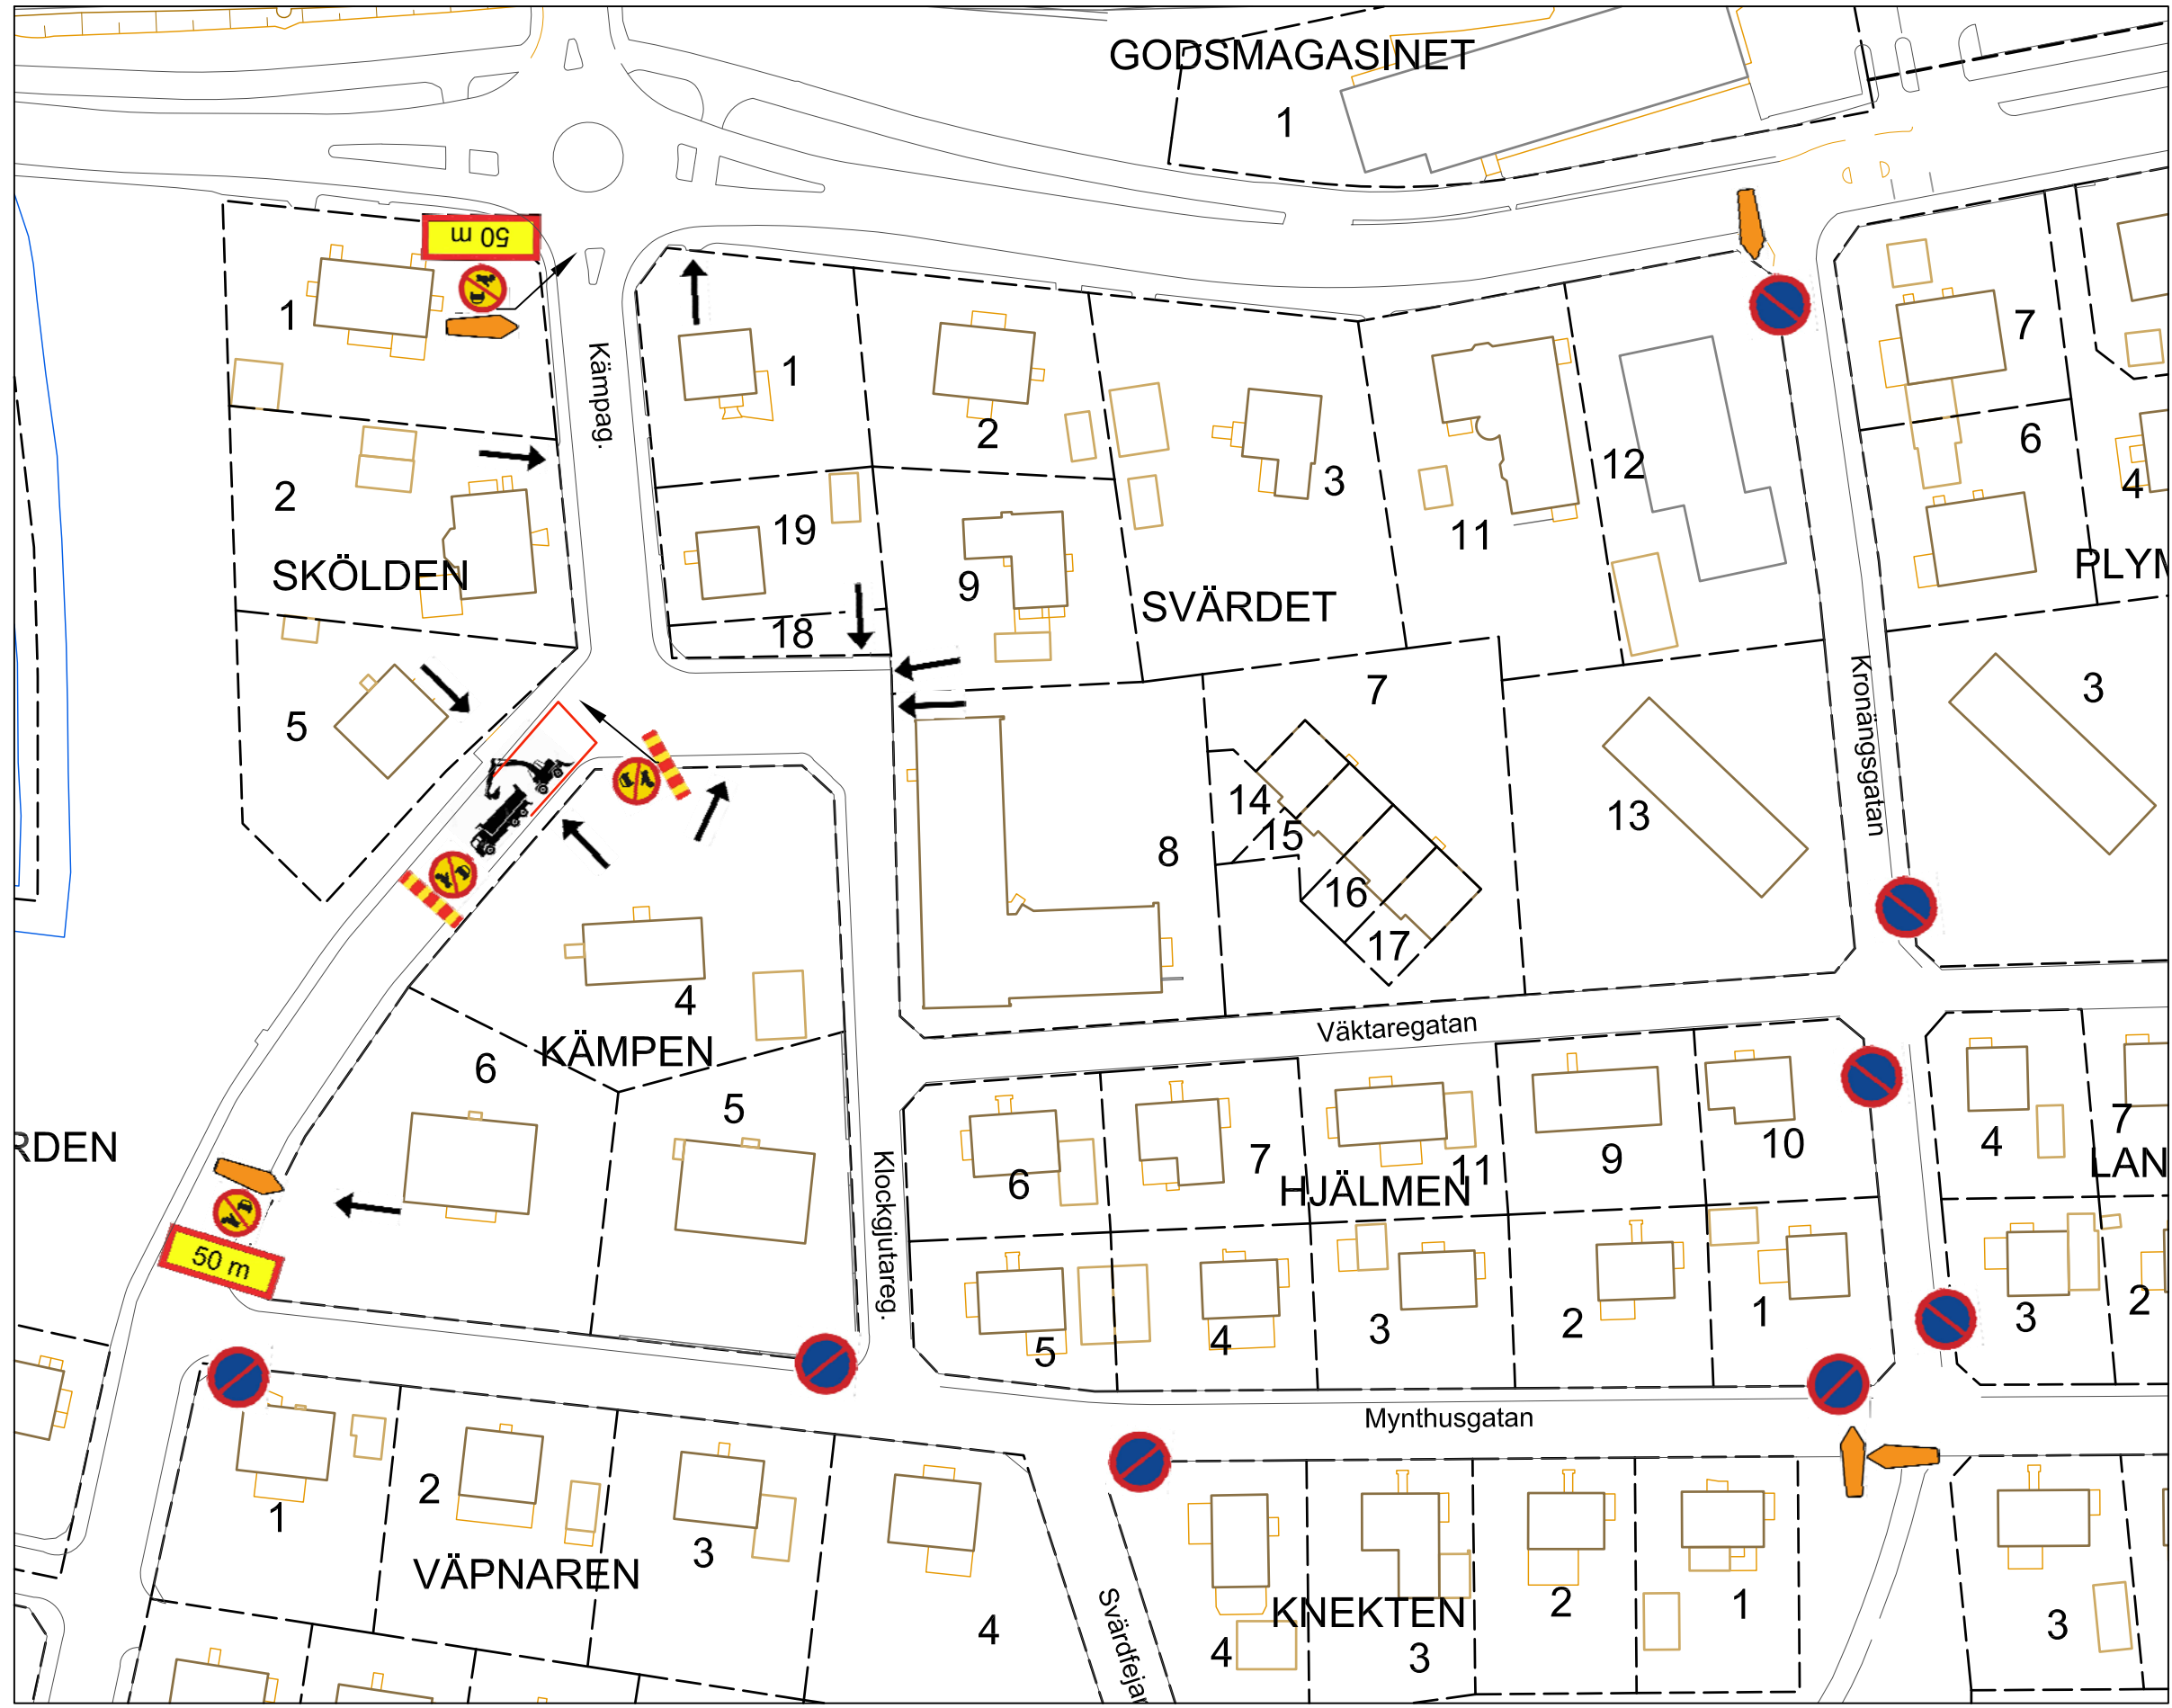 GODSMAGASINET
1
50 m
1
Kämpag.
1
2
3
11
12
7
6
4
2
SKÖLDEN
19
18
9
SVÄRDET
PLYM
5
7
Kronängsgatan
3
14
15
16
17
8
13
4
KÄMPEN
Väktaregatan
6
5
RDEN
50 m
Klockgjutareg.
6
7
HJÄLMEN
11
9
10
4
7
LAN
5
4
3
2
1
3
2
Mynthusgatan
1
2
3
VÄPNAREN
4
Svärdfejar
4
KNEKTEN
3
2
1
3